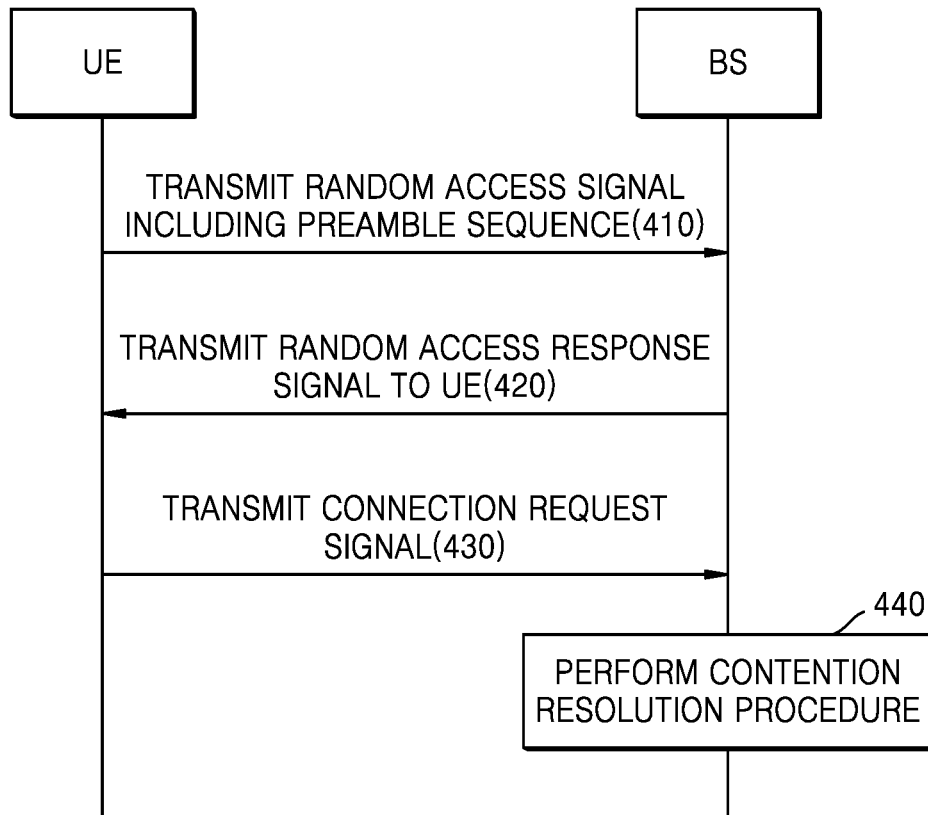 UE
BS
TRANSMIT RANDOM ACCESS SIGNAL
INCLUDING PREAMBLE SEQUENCE(410)
TRANSMIT RANDOM ACCESS RESPONSE
SIGNAL TO UE(420)
TRANSMIT CONNECTION REQUEST
SIGNAL(430)
440
PERFORM CONTENTION
RESOLUTION PROCEDURE